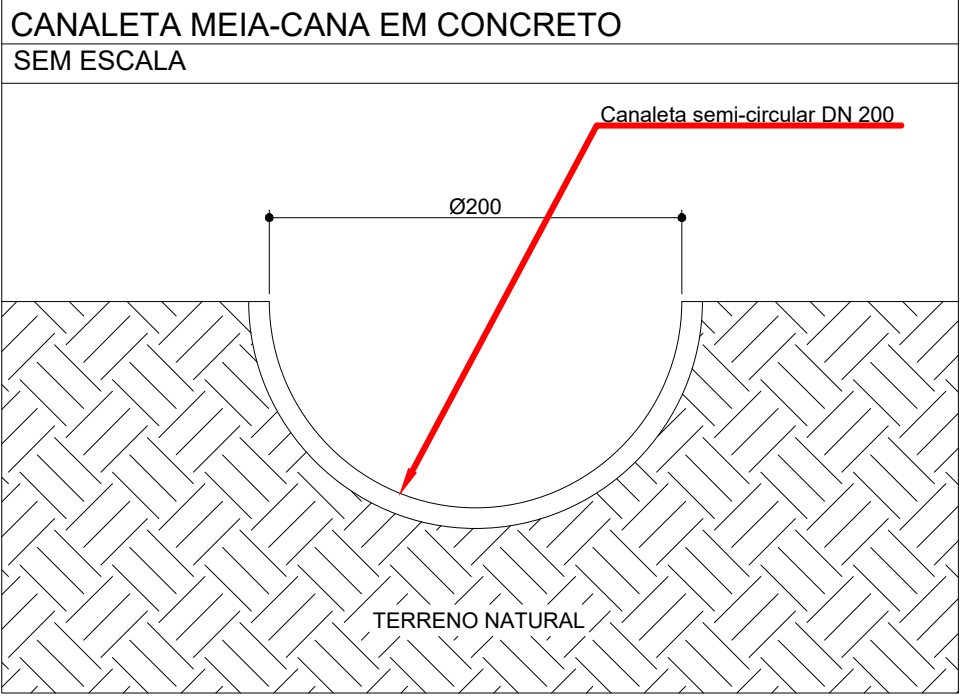 CANALETA MEIA-CANA EM CONCRETO
SEM ESCALA
Canaleta semi-circular DN 200
Ø200
TERRENO NATURAL